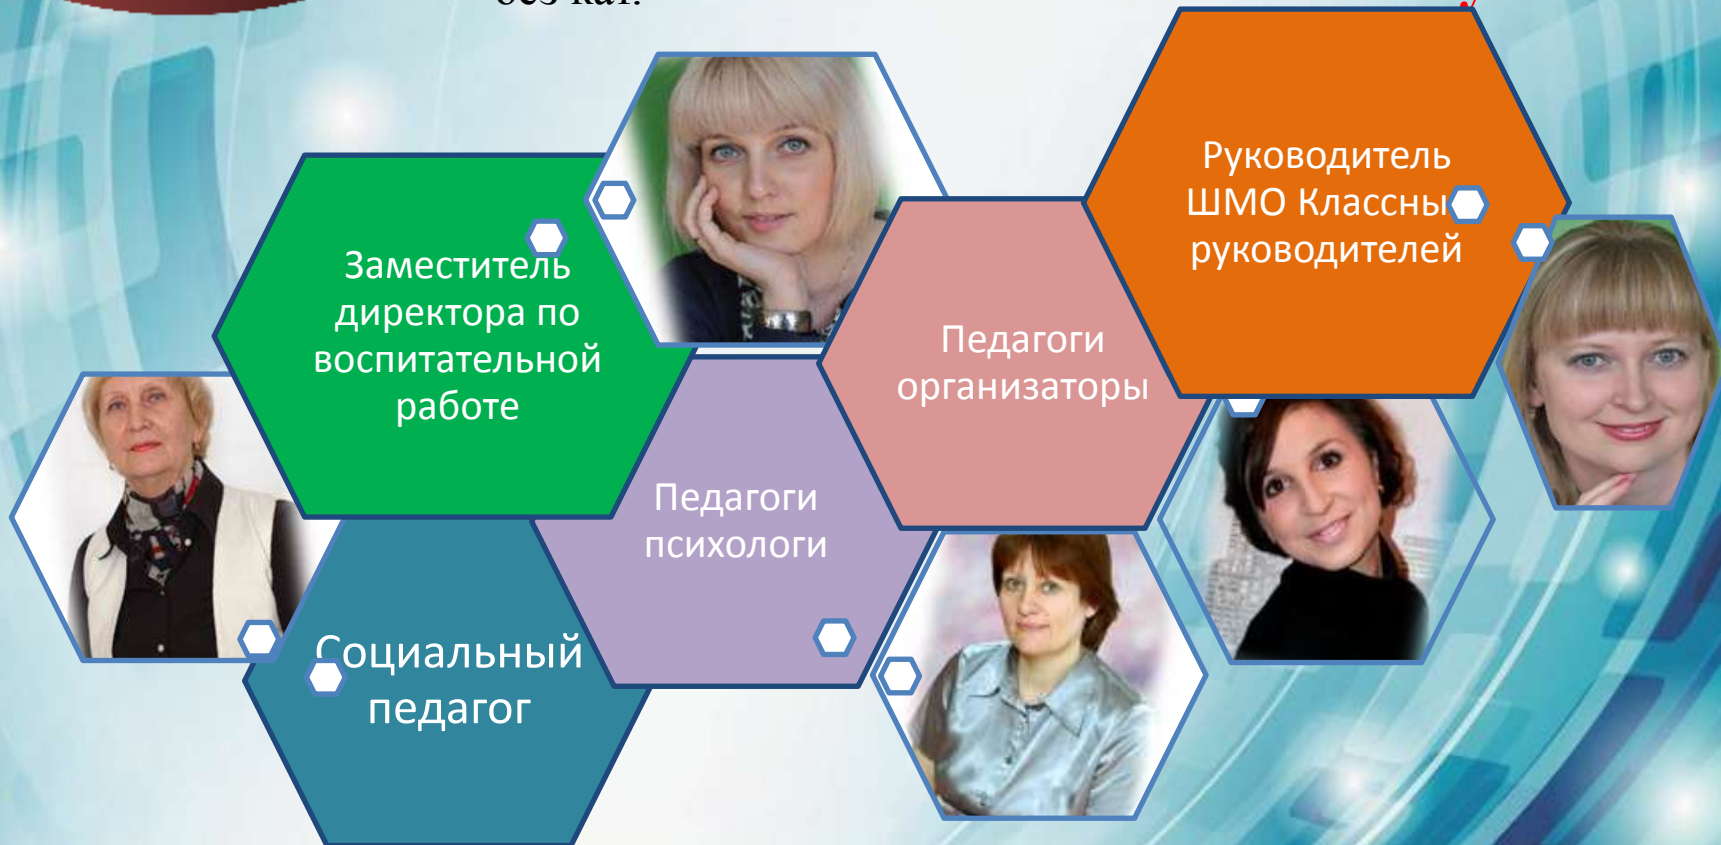 Руководитель
ШМО Классны
руководителей
Заместитель
директора по
воспитательной
работе
Педагоги
организаторы
Педагоги
психологи
Социальный
педагог